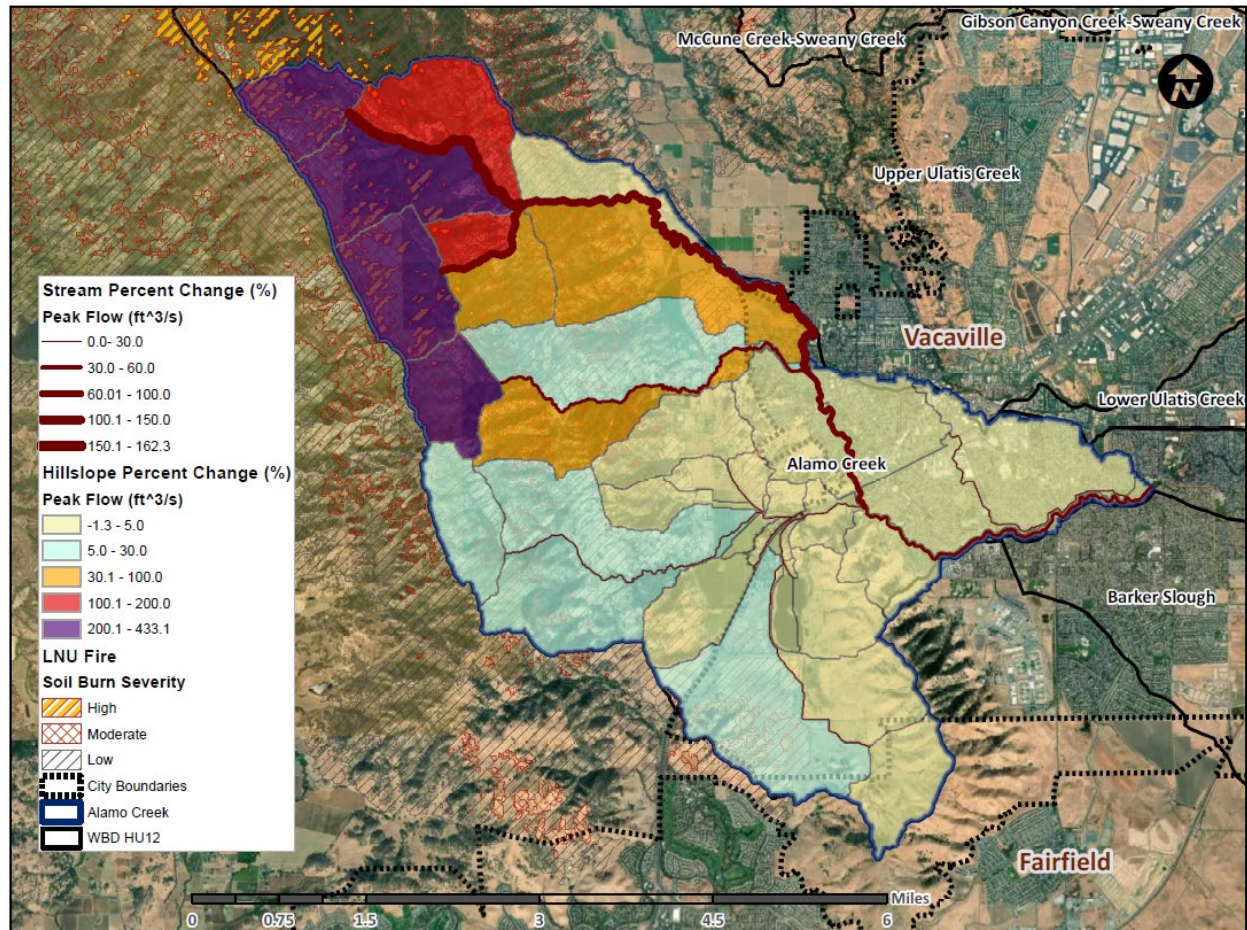 Gibson Canyon Creek-Sweany Creek
McCune Creek-Sweany Creek
N
Upper Ulatis Creek
Vacaville
Lower Ulatis Creek
Alamo Creek
Barker Slough
Fairfield
Stream Percent Change (%)
Peak Flow (ft^3/s)
0.0- 30.0
30.0 - 60.0
60.01 - 100.0
100.1 - 150.0
150.1 - 162.3
Hillslope Percent Change (%)
Peak Flow (ft^3/s)
-1.3 - 5.0
5.0 - 30.0
30.1 - 100.0
100.1 - 200.0
200.1 - 433.1
LNU Fire
Soil Burn Severity
High
Moderate
Low
City Boundaries
Alamo Creek
WBD HU12
Miles
0 0.75 1.5 3 4.5 6